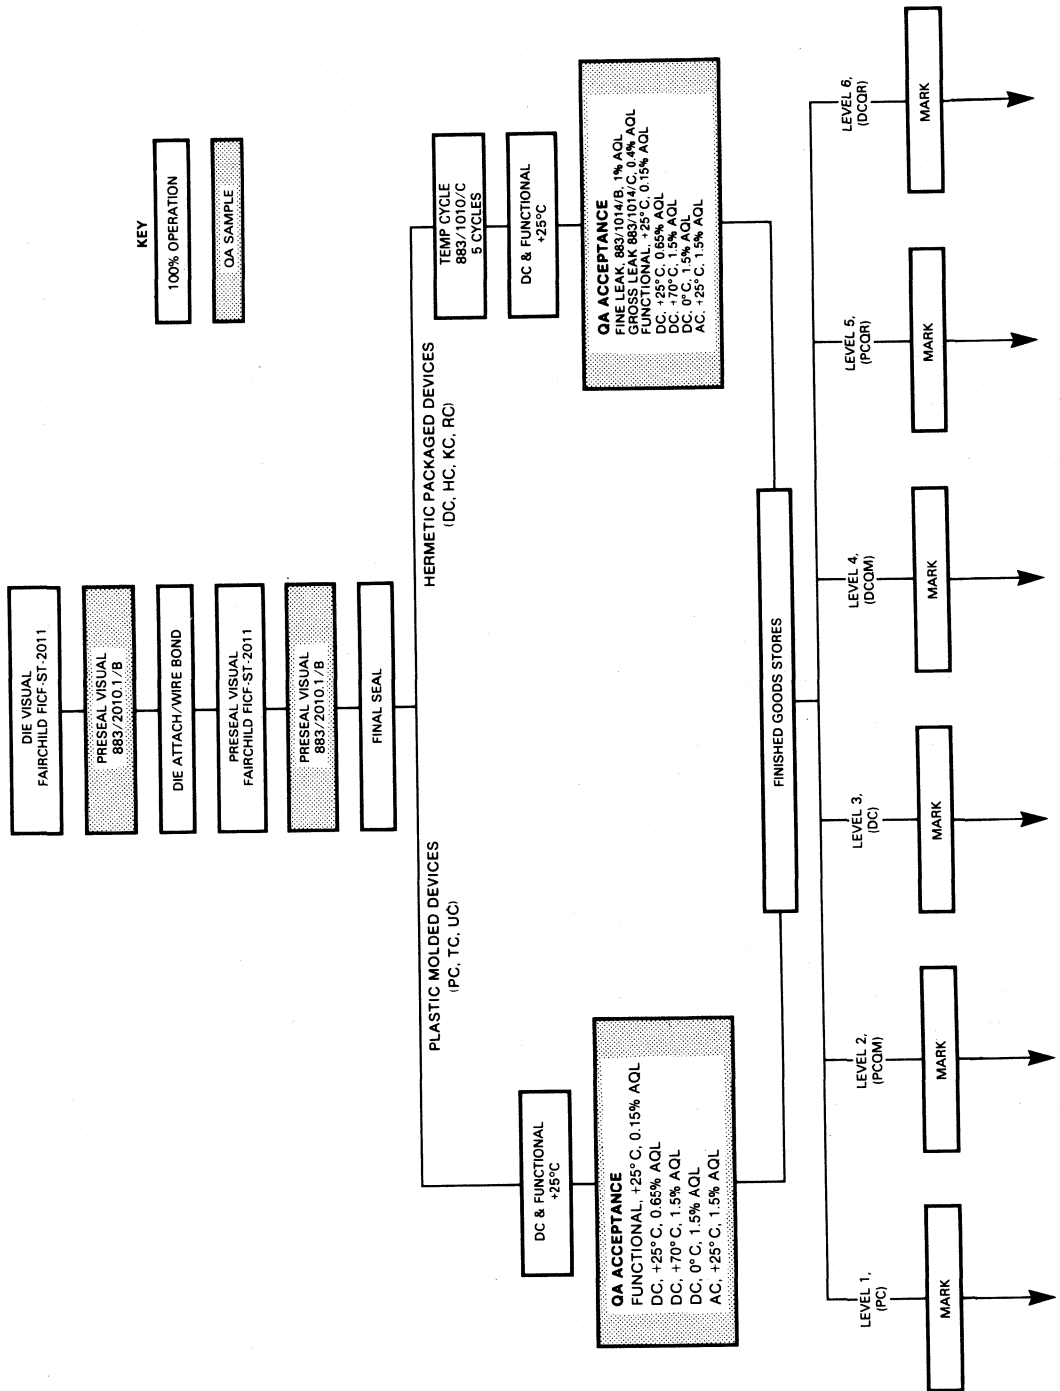 KEY
100% OPERATION
QA SAMPLE
DIE VISUAL
FAIRCHILD FICF-ST-2011
PRESEAL VISUAL
883/2010.1/B
DIE ATTACH/WIRE BOND
PRESEAL VISUAL
FAIRCHILD FICF-ST-2011
PRESEAL VISUAL
883/2010.1/B
FINAL SEAL
PLASTIC MOLDED DEVICES
(PC, TC, UC)
HERMETIC PACKAGED DEVICES
(DC, HC, KC, RC)
DC & FUNCTIONAL
+25°C
QA ACCEPTANCE
FUNCTIONAL, +25°C, 0.15% AQL
DC, +25°C, 0.65% AQL
DC, +70°C, 1.5% AQL
DC, 0°C, 1.5% AQL
AC, +25°C, 1.5% AQL
TEMP CYCLE
883/1010/C
5 CYCLES
DC & FUNCTIONAL
+25°C
QA ACCEPTANCE
FINE LEAK, 883/1014/B, 1% AQL
GROSS LEAK 883/1014/C, 0.4% AQL
FUNCTIONAL, +25°C, 0.15% AQL
DC, +25°C, 0.65% AQL
DC, +70°C, 1.5% AQL
DC, 0°C, 1.5% AQL
AC, +25°C, 1.5% AQL
FINISHED GOODS STORES
LEVEL 1,
(PC)
MARK
LEVEL 2,
(PCQM)
MARK
LEVEL 3,
(DC)
MARK
LEVEL 4,
(DCQM)
MARK
LEVEL 5,
(PCQR)
MARK
LEVEL 6,
(DCQR)
MARK